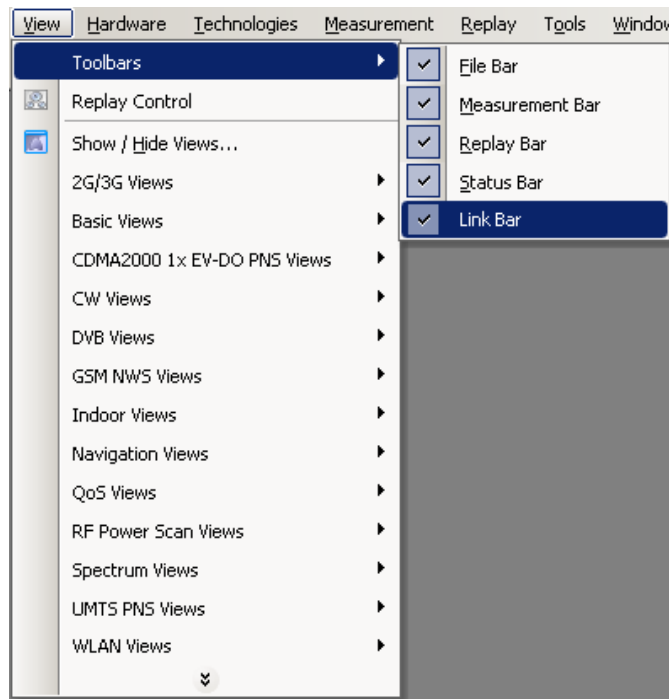 View Hardware Technologies Measurement Replay Tools Window
Toolbars
Replay Control
Show / Hide Views...
2G/3G Views
Basic Views
CDMA2000 1x EV-DO PNS Views
CW Views
DVB Views
GSM NWS Views
Indoor Views
Navigation Views
QoS Views
RF Power Scan Views
Spectrum Views
UMTS PNS Views
WLAN Views
File Bar
Measurement Bar
Replay Bar
Status Bar
Link Bar